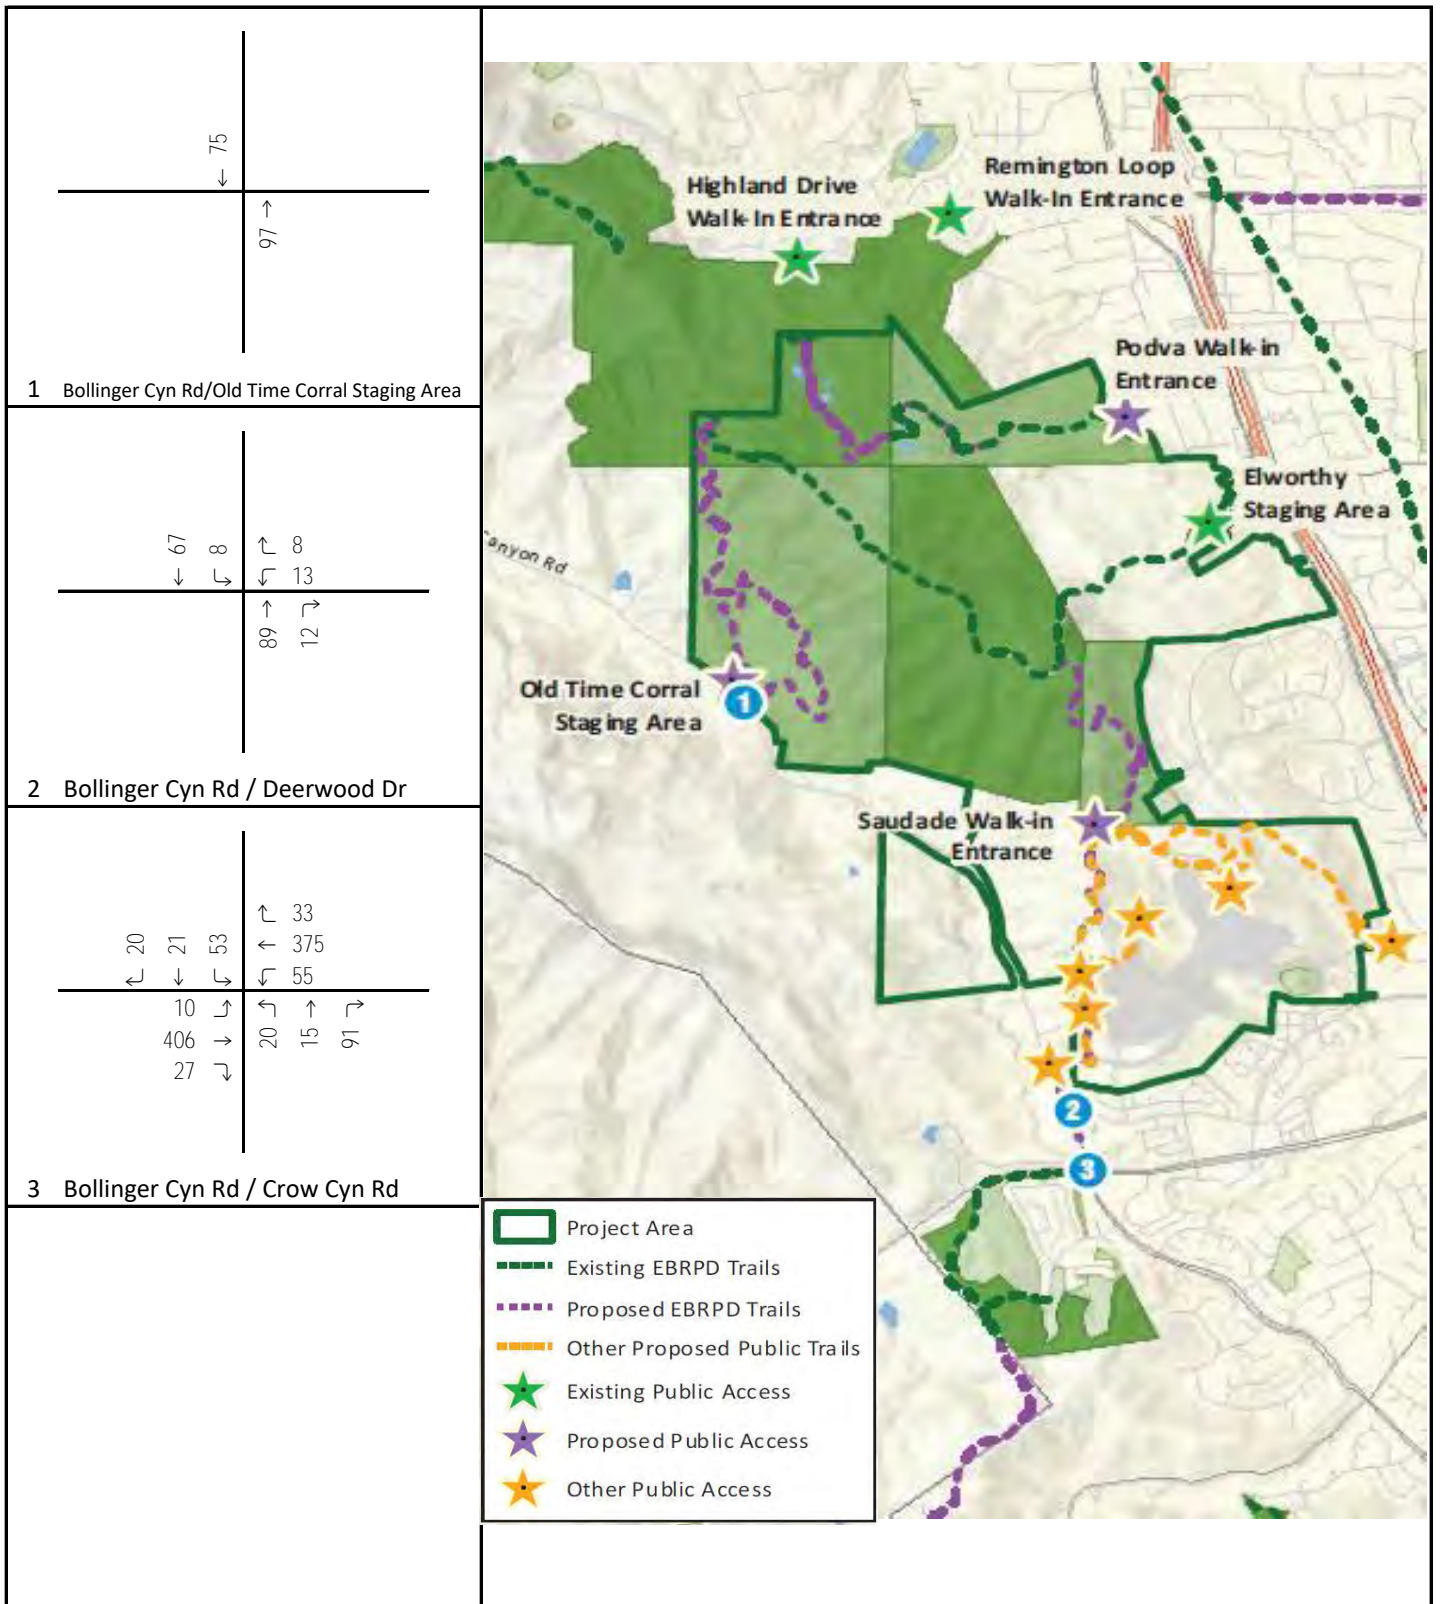 75
97
1 Bollinger Cyn Rd/Old Time Corral Staging Area
67 8 8
13
89 12
2 Bollinger Cyn Rd / Deerwood Dr
20 21 53 33
375
55
10
406
27
20 15 91
3 Bollinger Cyn Rd / Crow Cyn Rd
Highland Drive
Walk-In Entrance
Remington Loop
Walk-In Entrance
Podva Walk-in
Entrance
Elworthy
Staging Area
anyon Rd
Old Time Corral
Staging Area
1
Saudade Walk-in
Entrance
2
3
Project Area
Existing EBRPD Trails
Proposed EBRPD Trails
Other Proposed Public Trails
Existing Public Access
Proposed Public Access
Other Public Access